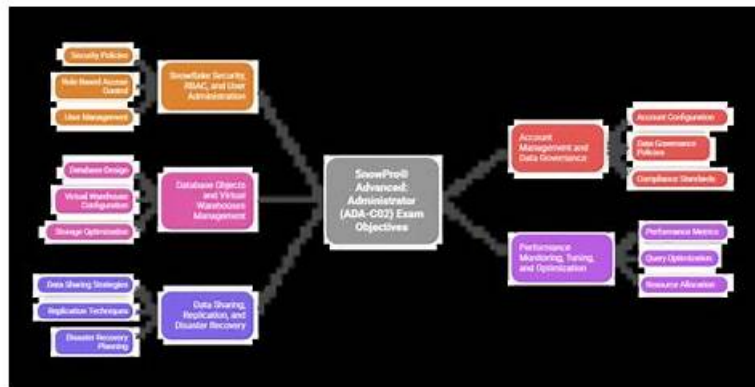 Security Policies
Role Based Access
Control
User Management
Snowflake Security,
RBAC, and User
Administration
Database Design
Virtual Warehouse
Configuration
Storage Optimization
Database Objects
and Virtual
Warehouses
Management
Data Sharing Strategies
Replication Techniques
Disaster Recovery
Planning
Data Sharing,
Replication, and
Disaster Recovery
SnowPro®
Advanced:
Administrator
(ADA-C02) Exam
Objectives
Account
Management and
Data Governance
Account Configuration
Data Governance
Policies
Compliance Standards
Performance
Monitoring, Tuning,
and Optimization
Performance Metrics
Query Optimization
Resource Allocation